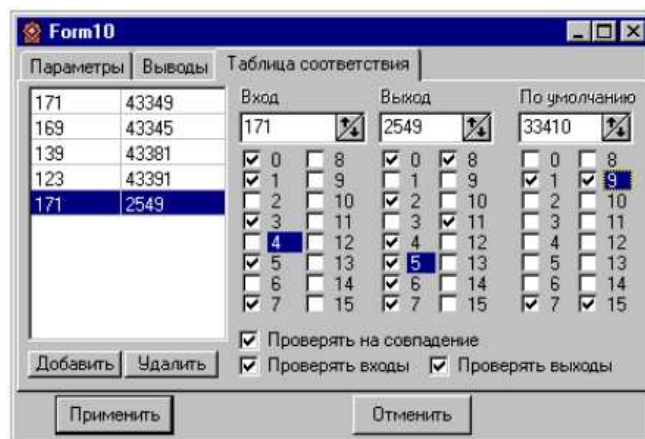 Form10
Параметры Выводы Таблица соответствия
171 43349
169 43345
139 43381
123 43391
171 2549
Добавить Удалить
Вход Выход По умолчанию
171 2549 33410
0 8 0 8 0 8
1 9 1 9 1 9
2 10 2 10 2 10
3 11 3 11 3 11
4 12 4 12 4 12
5 13 5 13 5 13
6 14 6 14 6 14
7 15 7 15 7 15
Проверять на совпадение
Проверять входы Проверять выходы
Применить Отменить